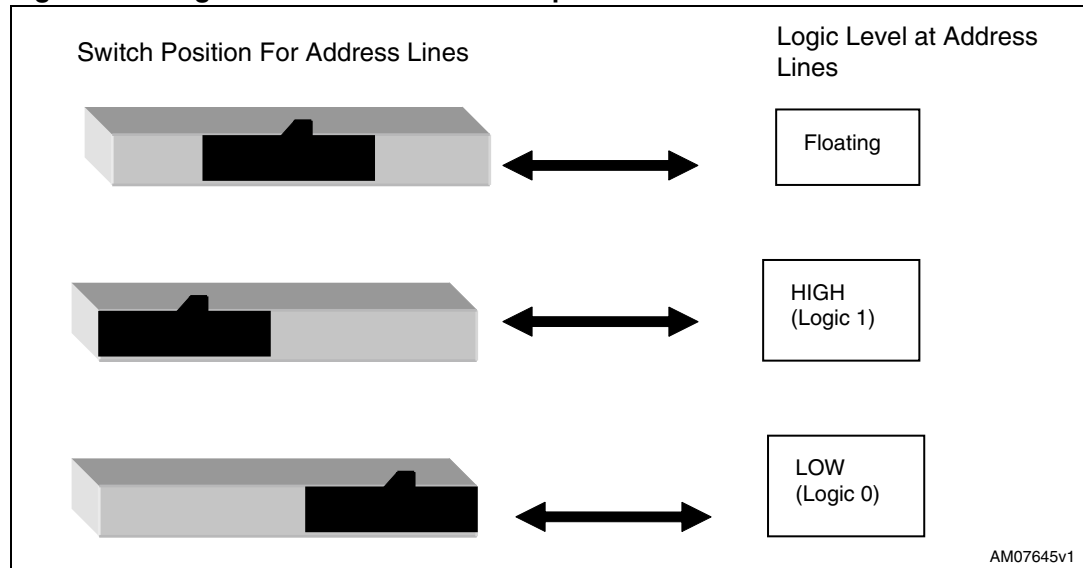 Switch Position For Address Lines
Logic Level at Address
Lines
Floating
HIGH
(Logic 1)
LOW
(Logic 0)
AM07645v1